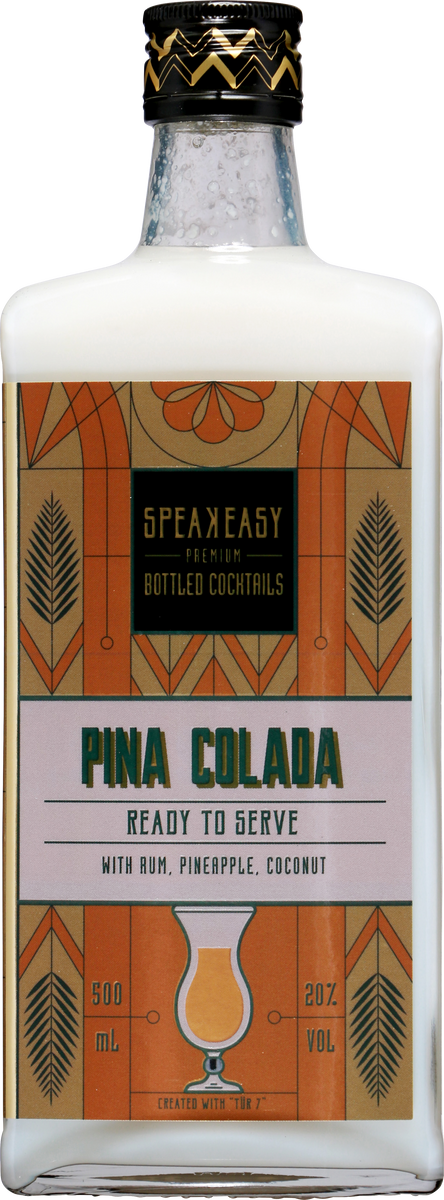 SPEAKEASY
PREMIUM
BOTTLED COCKTAILS
PINA COLADA
READY TO SERVE
WITH RUM, PINEAPPLE, COCONUT
500 20%
mL VOL
CREATED WITH "TÜR 7"